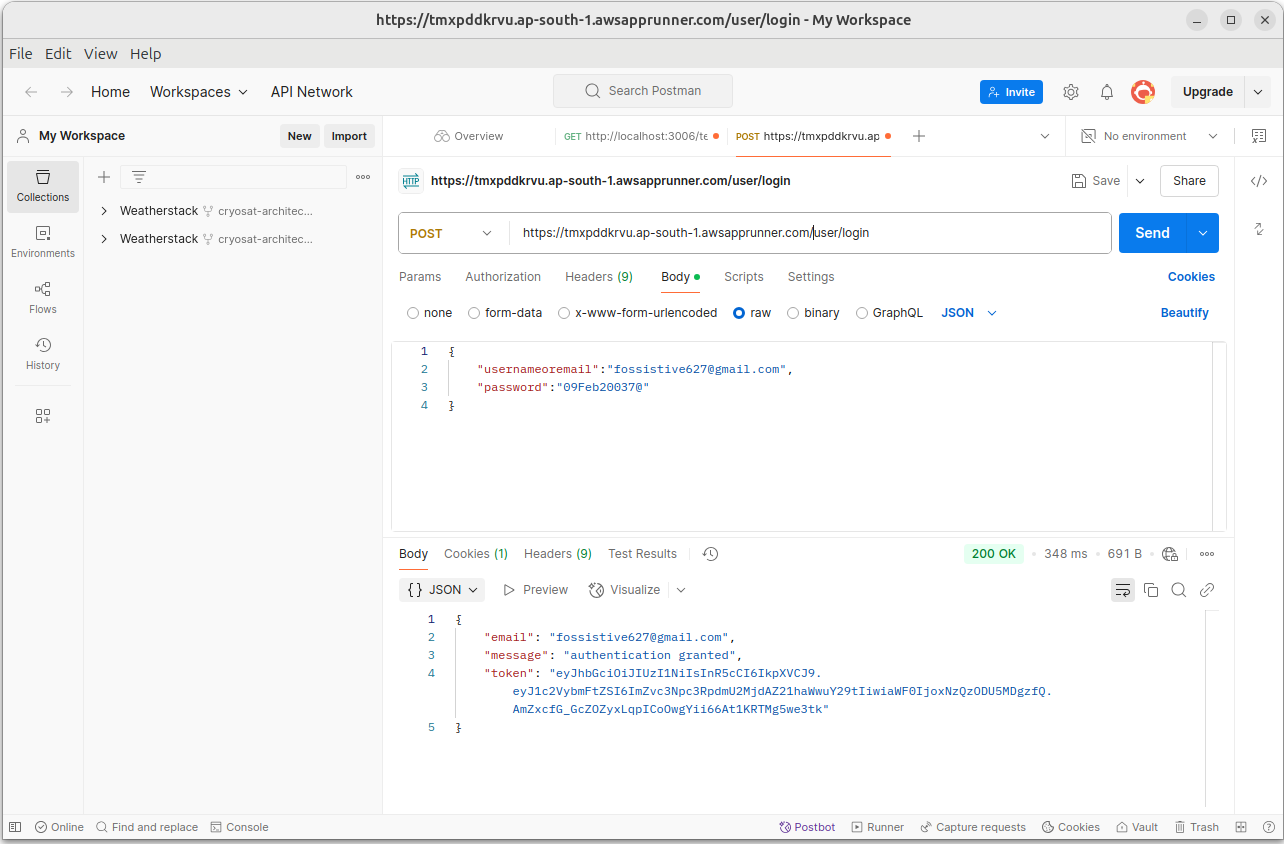 https://tmxpddkrvu.ap-south-1.awsapprunner.com/user/login - My Workspace
File Edit View Help
Home Workspaces API Network Search Postman Invite Upgrade
My Workspace New Import Overview GET http://localhost:3006/te POST https://tmxpddkrvu.ap No environment
HTTP https://tmxpddkrvu.ap-south-1.awsapprunner.com/user/login Save Share
Collections
Weatherstack cryosat-architec...
Weatherstack cryosat-architec...
Environments
Flows
History
POST https://tmxpddkrvu.ap-south-1.awsapprunner.com/user/login Send
Params Authorization Headers (9) Body Scripts Settings Cookies
none form-data x-www-form-urlencoded raw binary GraphQL JSON Beautify
1 {
2 "usernameoremail":"fossistive627@gmail.com",
3 "password":"09Feb20037@"
4 }
Body Cookies (1) Headers (9) Test Results 200 OK 348 ms 691 B
{} JSON Preview Visualize
1 {
2 "email": "fossistive627@gmail.com",
3 "message": "authentication granted",
4 "token": "eyJhbGciOiJIUzI1NiIsInR5cCI6IkpXVCJ9.
eyJ1c2VybmFtZSI6ImZvc3Npc3RpdmU2MjdAZ21haWwuY29tIiwiaWF0IjoxNzQzODU5MDgzfQ.
AmZxcfG_GcZOZyxLqpICoOwgYii66At1KRTMg5we3tk"
5 }
Online Find and replace Console Postbot Runner Capture requests Cookies Vault Trash